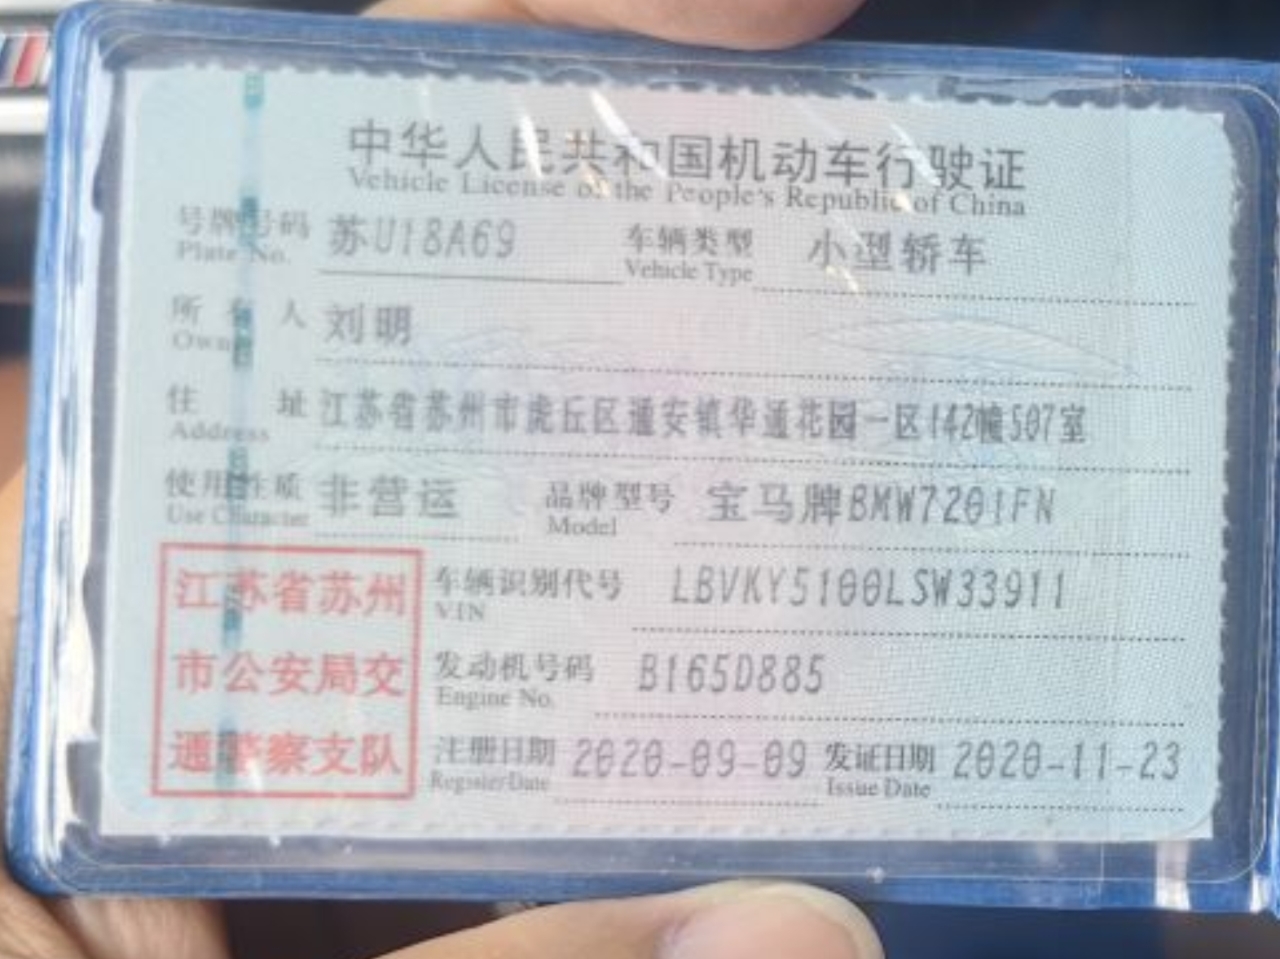 中华人民共和国机动车行驶证
Vehicle License of the People's Republic of China
号牌号码 苏U18A69 车辆类型 小型轿车
Plate No. Vehicle Type
所有人 刘明
Owner
住址 江苏省苏州市虎丘区通安镇华通花园一区142幢507室
Address
使用性质 非营运 品牌型号 宝马牌BMW7201FN
Use Character Model
江苏省苏州
市公安局交
通警察支队
车辆识别代号 LBVKY5100LSW33911
VIN
发动机号码 B165D885
Engine No.
注册日期 2020-09-09 发证日期 2020-11-23
Register Date Issue Date